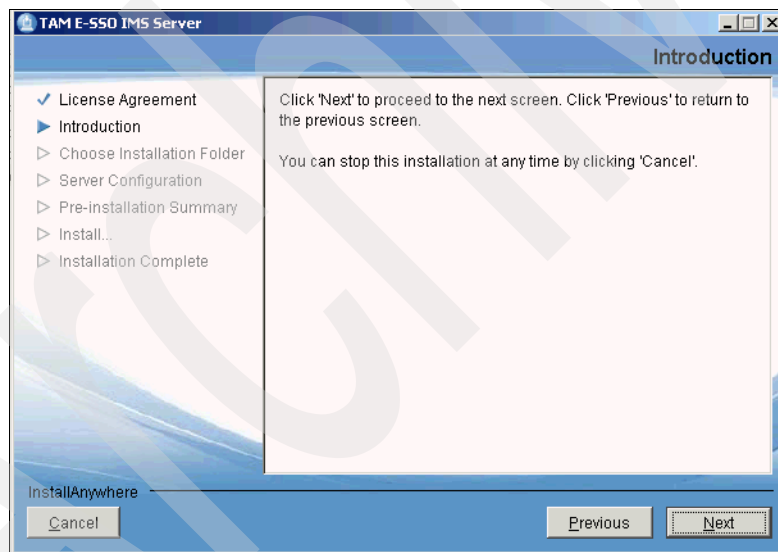 TAM E-SSO IMS Server
Introduction
License Agreement
Introduction
Choose Installation Folder
Server Configuration
Pre-installation Summary
Install...
Installation Complete
Click 'Next' to proceed to the next screen. Click 'Previous' to return to
the previous screen.
You can stop this installation at any time by clicking 'Cancel'.
InstallAnywhere
Cancel
Previous
Next